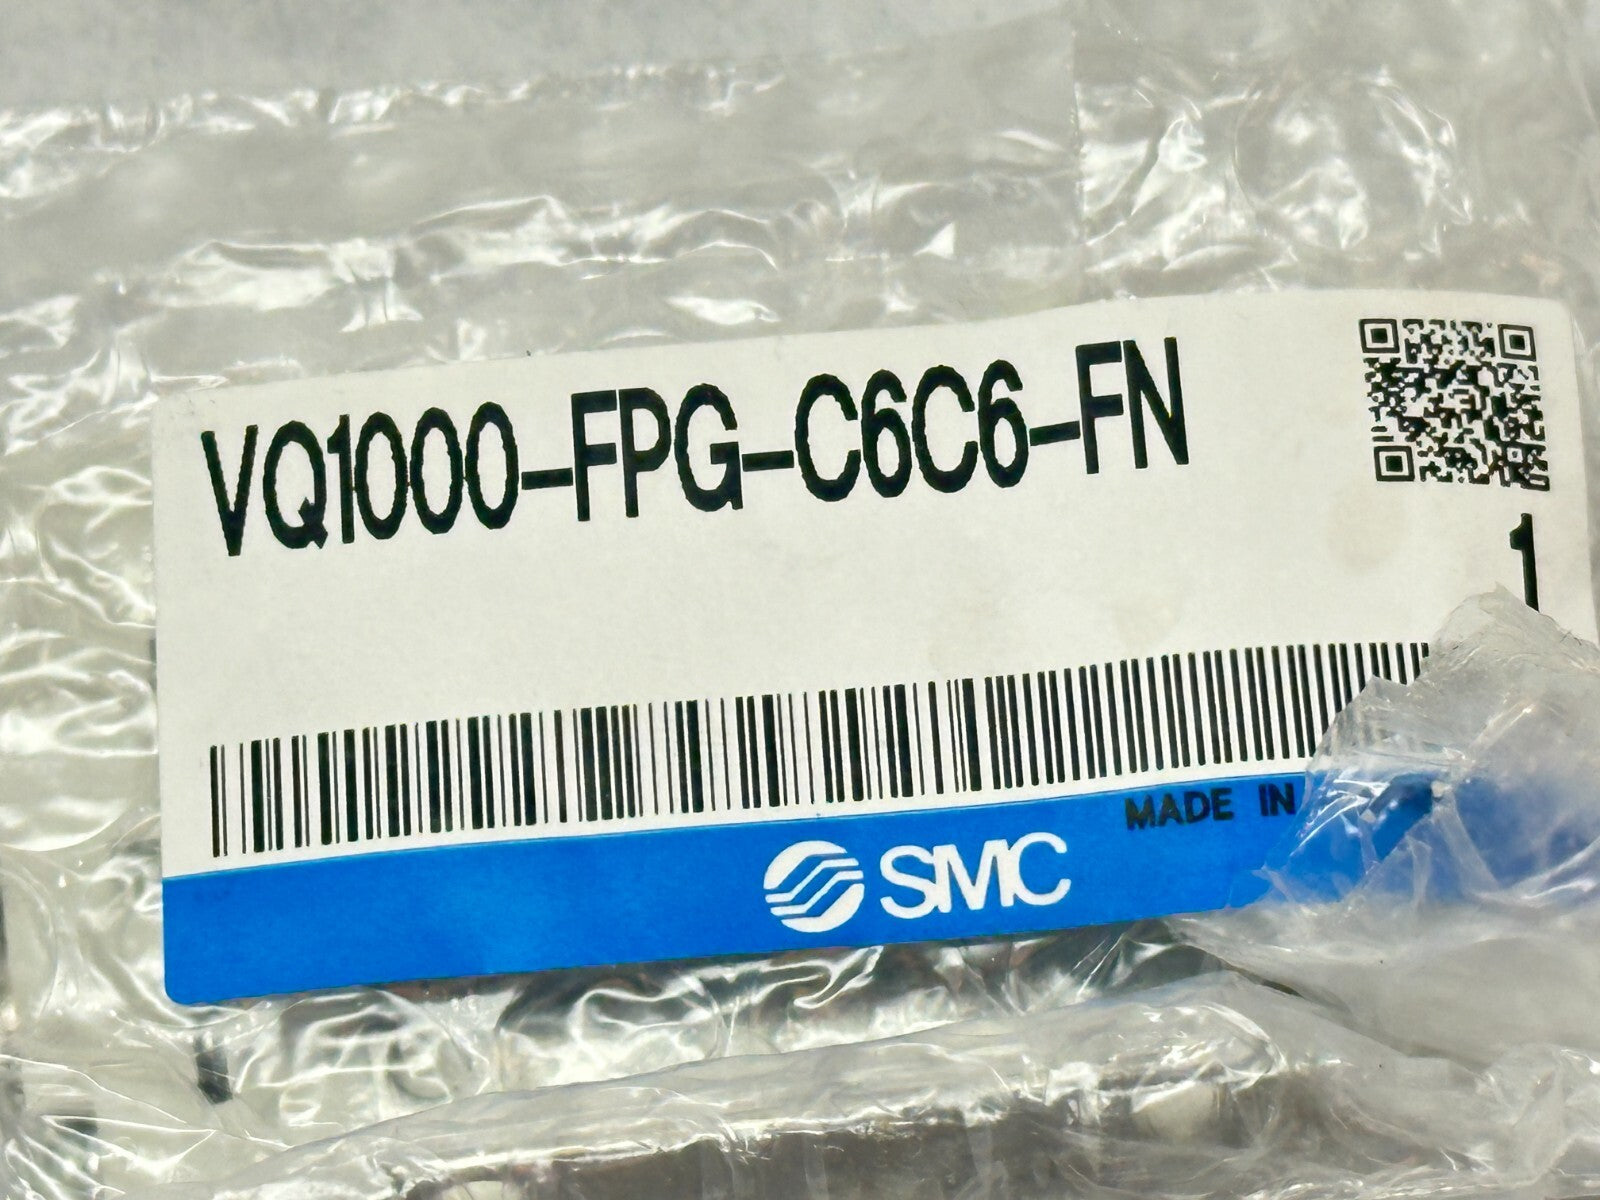 VQ1000-FPG-C6C6-FN
1
MADE IN
SMC